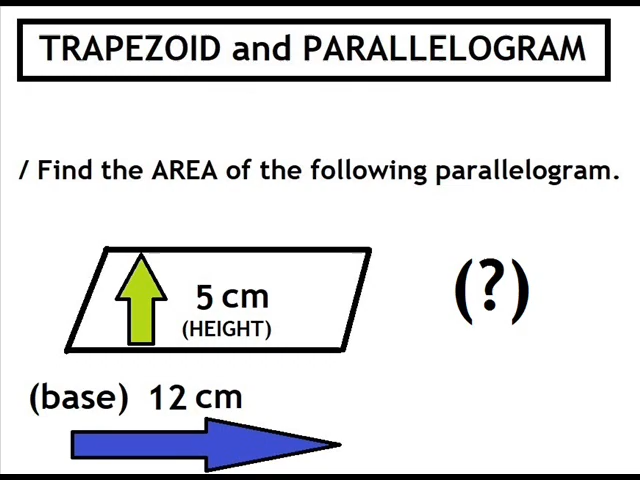 TRAPEZOID and PARALLELOGRAM
/ Find the AREA of the following parallelogram.
5 cm
(HEIGHT)
(?)
(base) 12 cm